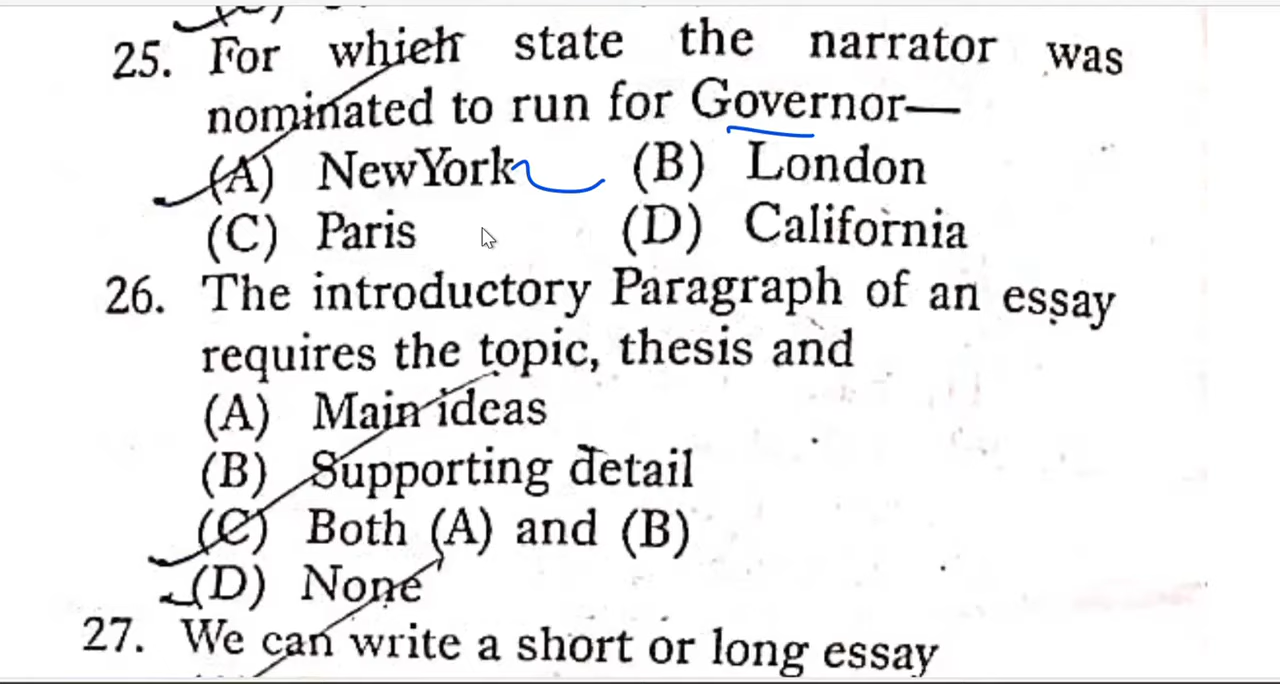 25. For which state the narrator was
nominated to run for Governor—
(A) NewYork (B) London
(C) Paris (D) California
26. The introductory Paragraph of an essay
requires the topic, thesis and
(A) Main ideas
(B) Supporting detail
(C) Both (A) and (B)
(D) None
27. We can write a short or long essay